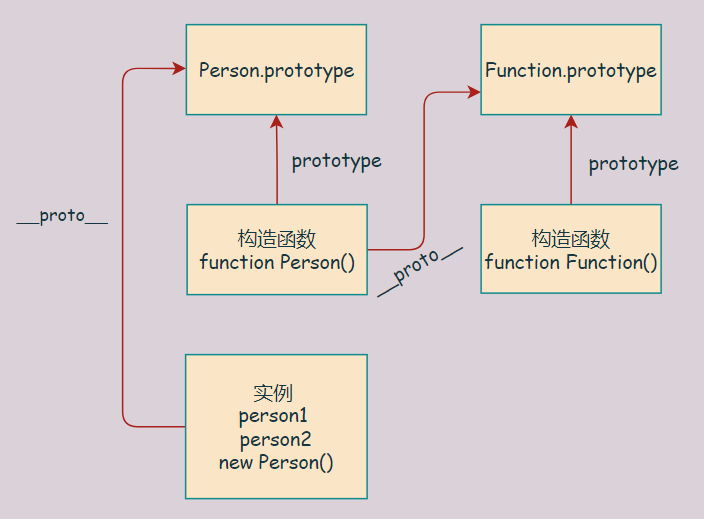 Person.prototype
Function.prototype
prototype
prototype
__proto__
构造函数
function Person()
__proto__
构造函数
function Function()
实例
person1
person2
new Person()